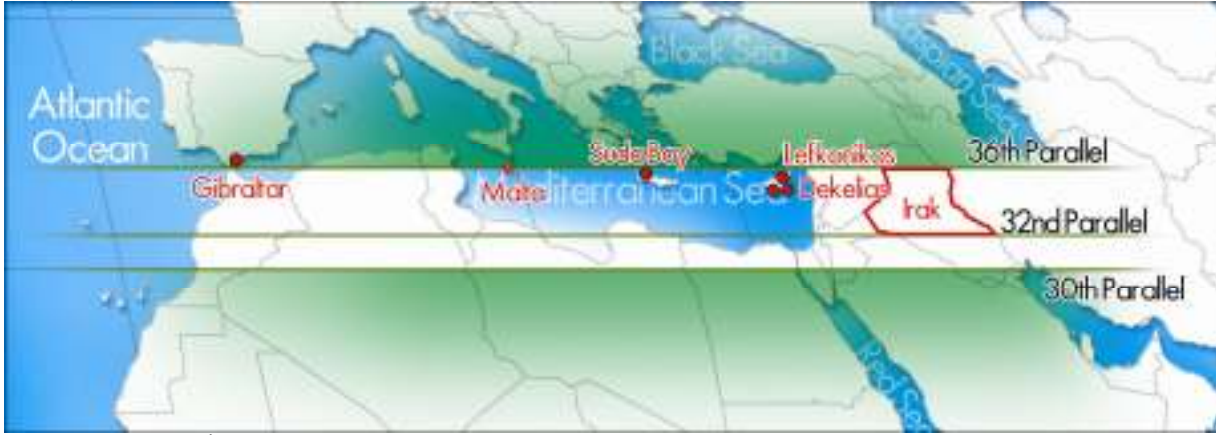 Black Sea
Caspian Sea
Atlantic
Ocean
36th Parallel
Suda Bay
Lefkonikos
Gibraltar
Malta
Mediterranean Sea
Dekelias
Irak
32nd Parallel
30th Parallel
Red Sea